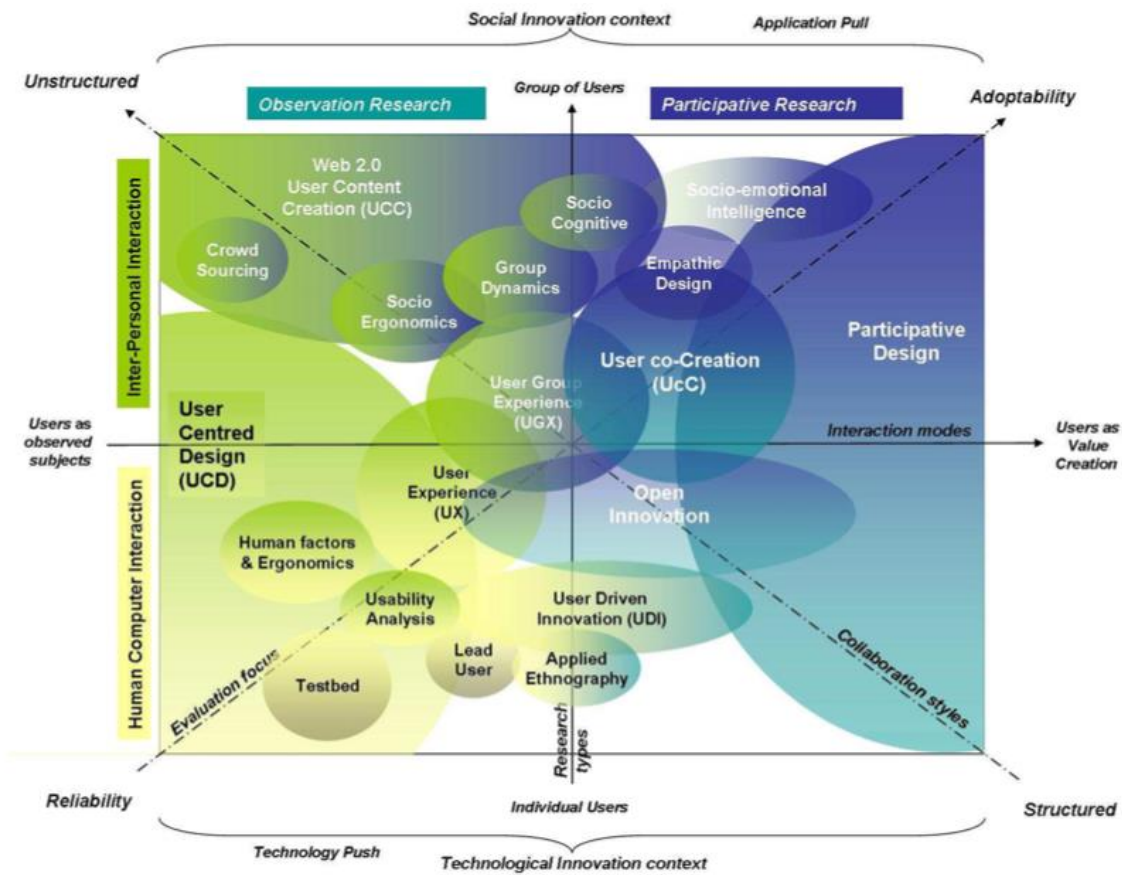 Social Innovation context
Application Pull
Unstructured
Observation Research
Group of Users
Participative Research
Adoptability
Web 2.0
User Content
Creation (UCC)
Socio
Cognitive
Socio-emotional
Intelligence
Crowd
Sourcing
Group
Dynamics
Empathic
Design
Socio
Ergonomics
Inter-Personal Interaction
Participative
Design
User co-Creation
(UcC)
User Group
Experience
(UGX)
User
Centred
Design
(UCD)
Users as
observed
subjects
Interaction modes
Users as
Value
Creation
User
Experience
(UX)
Open
Innovation
Human Computer Interaction
Human factors
& Ergonomics
Usability
Analysis
User Driven
Innovation (UDI)
Lead
User
Applied
Ethnography
Testbed
Evaluation focus
Collaboration styles
Research
types
Reliability
Individual Users
Structured
Technology Push
Technological Innovation context